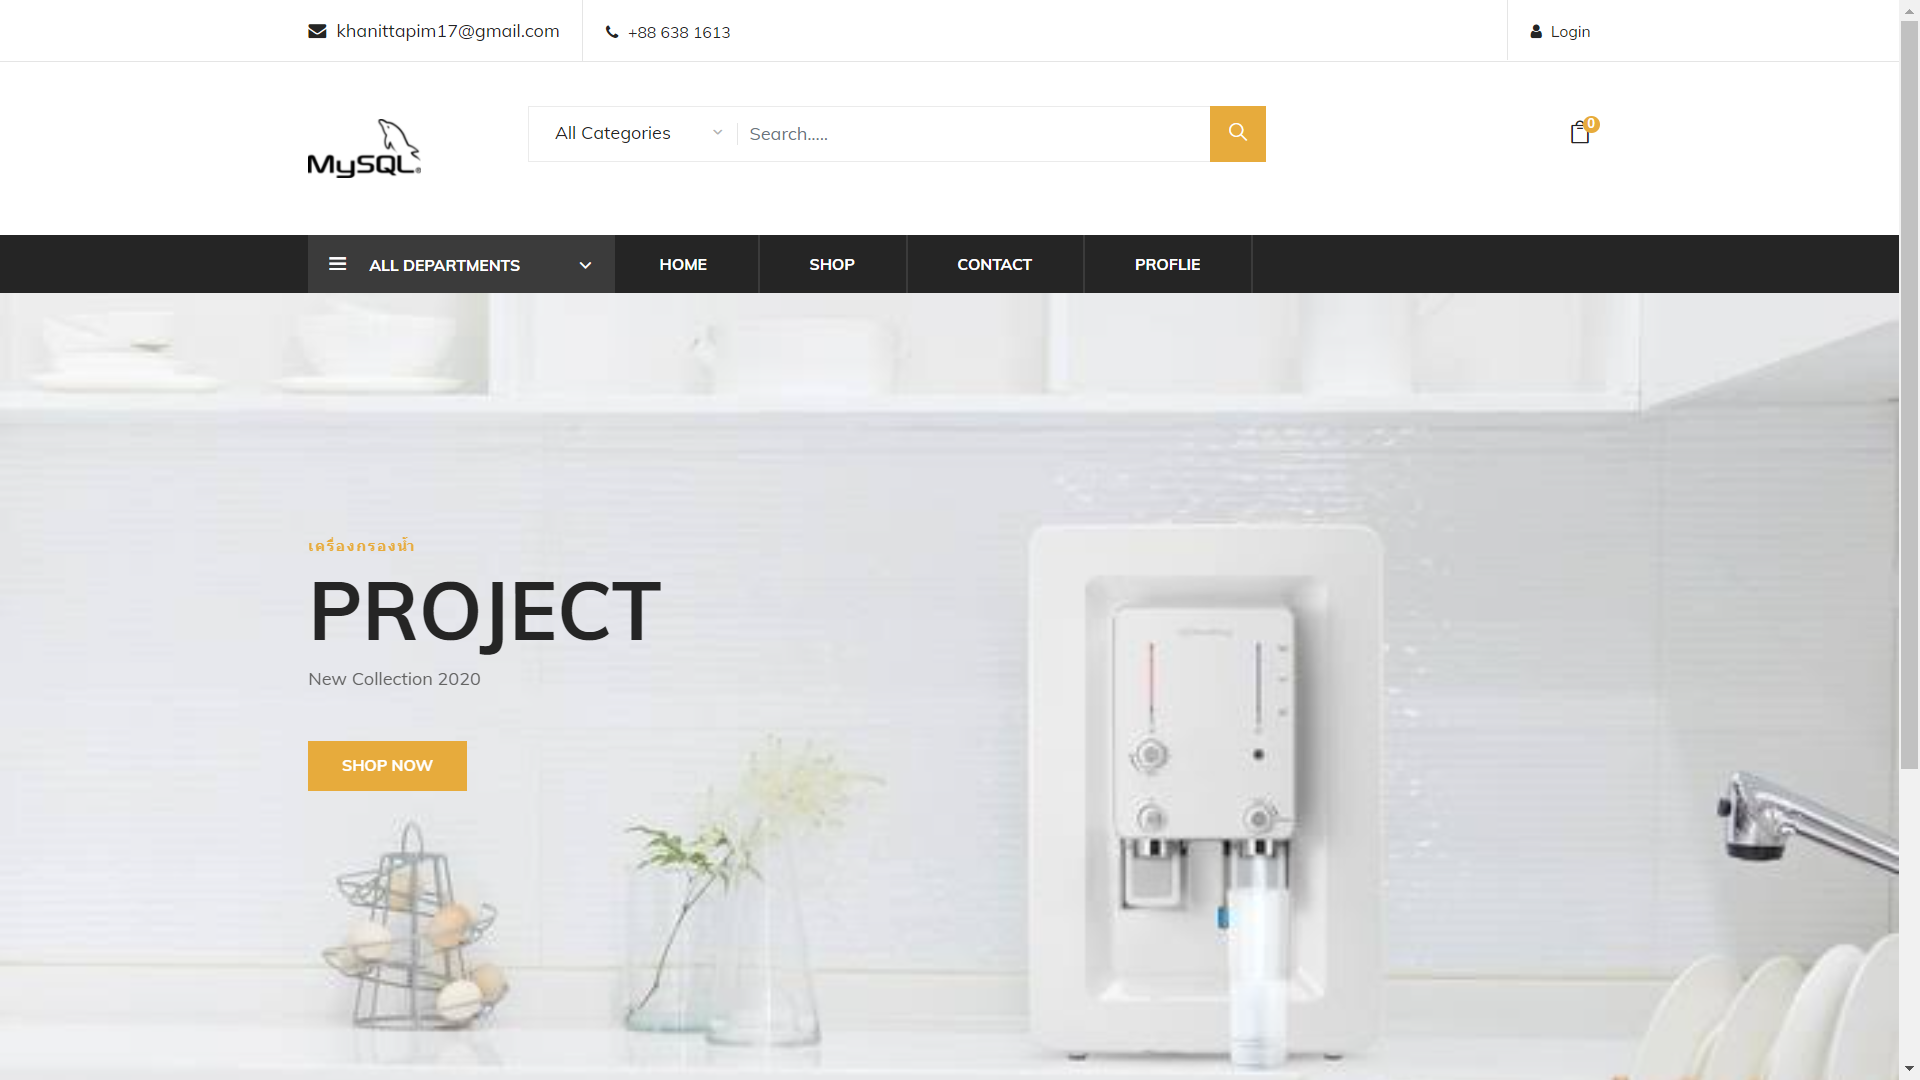 khanittapim17@gmail.com
+88 638 1613
Login
MySQL®
All Categories
Search.....
0
ALL DEPARTMENTS
HOME
SHOP
CONTACT
PROFLIE
เครื่องกรองน้ำ
PROJECT
New Collection 2020
SHOP NOW